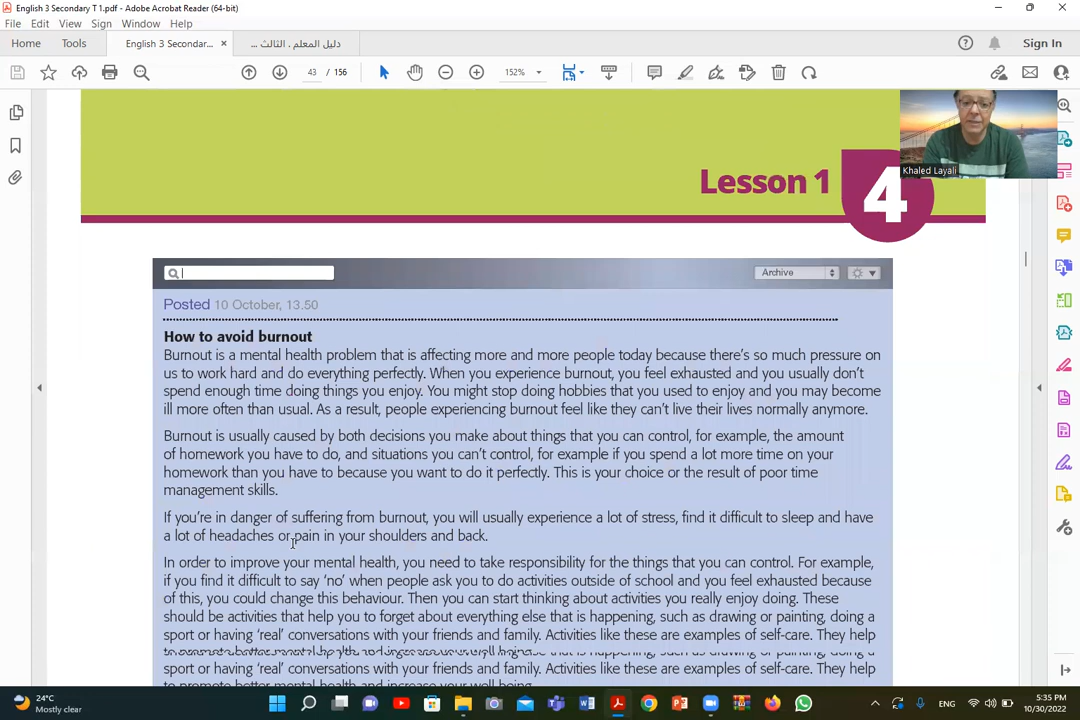 English 3 Secondary T 1.pdf - Adobe Acrobat Reader (64-bit)
File Edit View Sign Window Help
Home Tools English 3 Secondar... × دليل المعلم . الثالث ... Sign In
43 / 156 152%
Khaled Layali
Lesson 1 4
Archive
Posted 10 October, 13.50
How to avoid burnout
Burnout is a mental health problem that is affecting more and more people today because there's so much pressure on
us to work hard and do everything perfectly. When you experience burnout, you feel exhausted and you usually don't
spend enough time doing things you enjoy. You might stop doing hobbies that you used to enjoy and you may become
ill more often than usual. As a result, people experiencing burnout feel like they can't live their lives normally anymore.
Burnout is usually caused by both decisions you make about things that you can control, for example, the amount
of homework you have to do, and situations you can't control, for example if you spend a lot more time on your
homework than you have to because you want to do it perfectly. This is your choice or the result of poor time
management skills.
If you're in danger of suffering from burnout, you will usually experience a lot of stress, find it difficult to sleep and have
a lot of headaches or pain in your shoulders and back.
In order to improve your mental health, you need to take responsibility for the things that you can control. For example,
if you find it difficult to say 'no' when people ask you to do activities outside of school and you feel exhausted because
of this, you could change this behaviour. Then you can start thinking about activities you really enjoy doing. These
should be activities that help you to forget about everything else that is happening, such as drawing or painting, doing a
sport or having 'real' conversations with your friends and family. Activities like these are examples of self-care. They help
sport or having 'real' conversations with your friends and family. Activities like these are examples of self-care. They help
to promote better mental health and increase your well-being.
24°C
Mostly clear
ENG
5:35 PM
10/30/2022